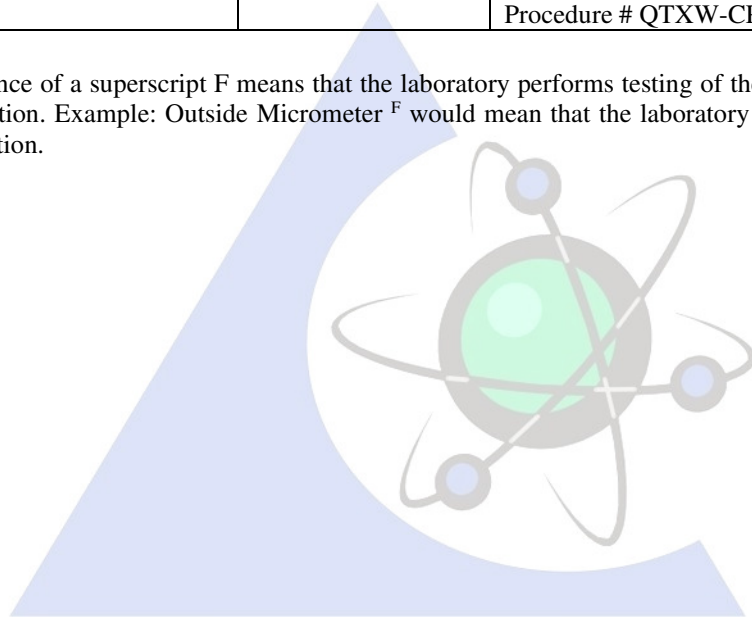 Procedure # QTXW-
nce of a superscript F means that the laboratory performs testing of the
tion. Example: Outside Micrometer F would mean that the laboratory
tion.